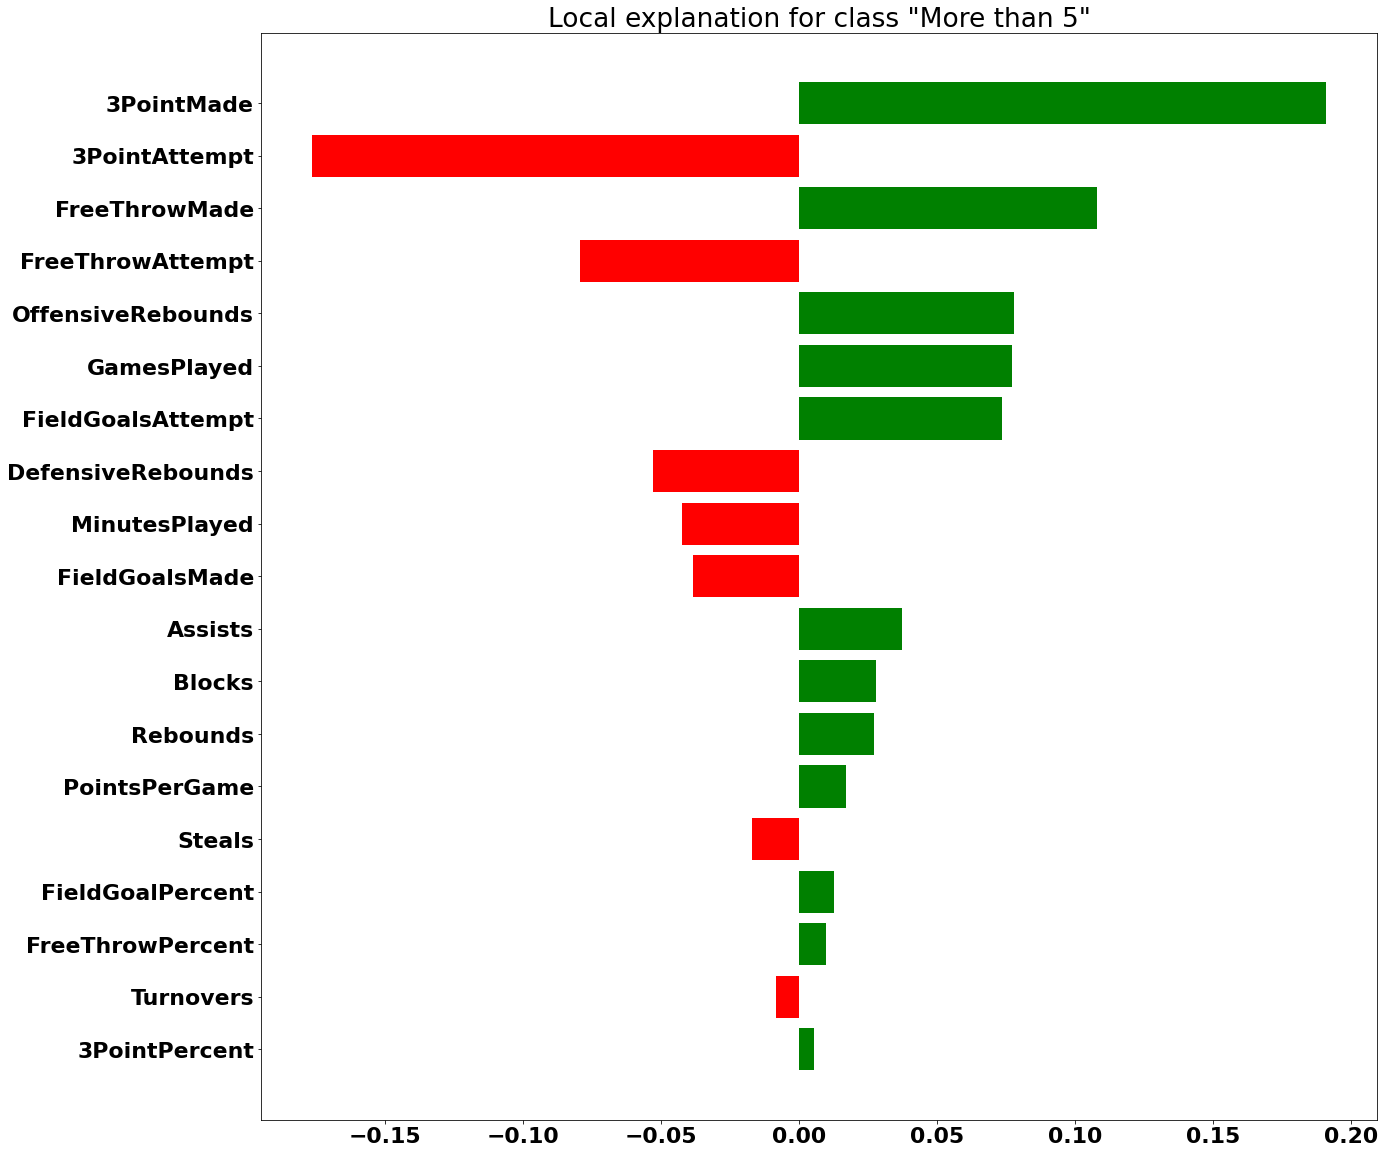 Local explanation for class "More than 5"
3PointMade
3PointAttempt
FreeThrowMade
FreeThrowAttempt
OffensiveRebounds
GamesPlayed
FieldGoalsAttempt
DefensiveRebounds
MinutesPlayed
FieldGoalsMade
Assists
Blocks
Rebounds
PointsPerGame
Steals
FieldGoalPercent
FreeThrowPercent
Turnovers
3PointPercent
−0.15 −0.10 −0.05 0.00 0.05 0.10 0.15 0.20